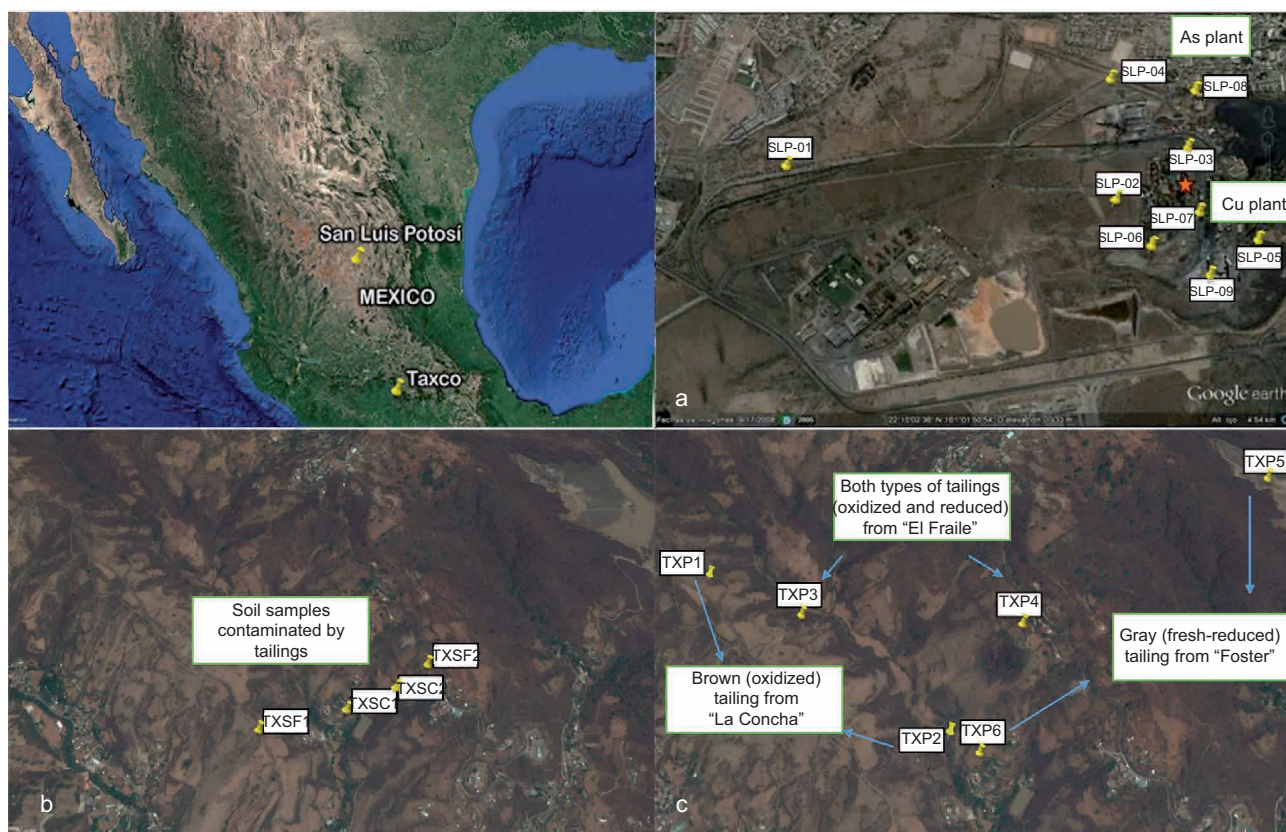 San Luis Potosí
MEXICO
Taxco
As plant
SLP-04
SLP-08
SLP-01
SLP-03
SLP-02
Cu plant
SLP-07
SLP-06
SLP-05
SLP-09
Google earth
a
Soil samples
contaminated by
tailings
TXSF2
TXSC2
TXSC1
TXSF1
b
TXP5
Both types of tailings
(oxidized and reduced)
from “El Fraile”
TXP1
TXP3
TXP4
Gray (fresh-reduced)
tailing from “Foster”
Brown (oxidized)
tailing from
“La Concha”
TXP2
TXP6
c